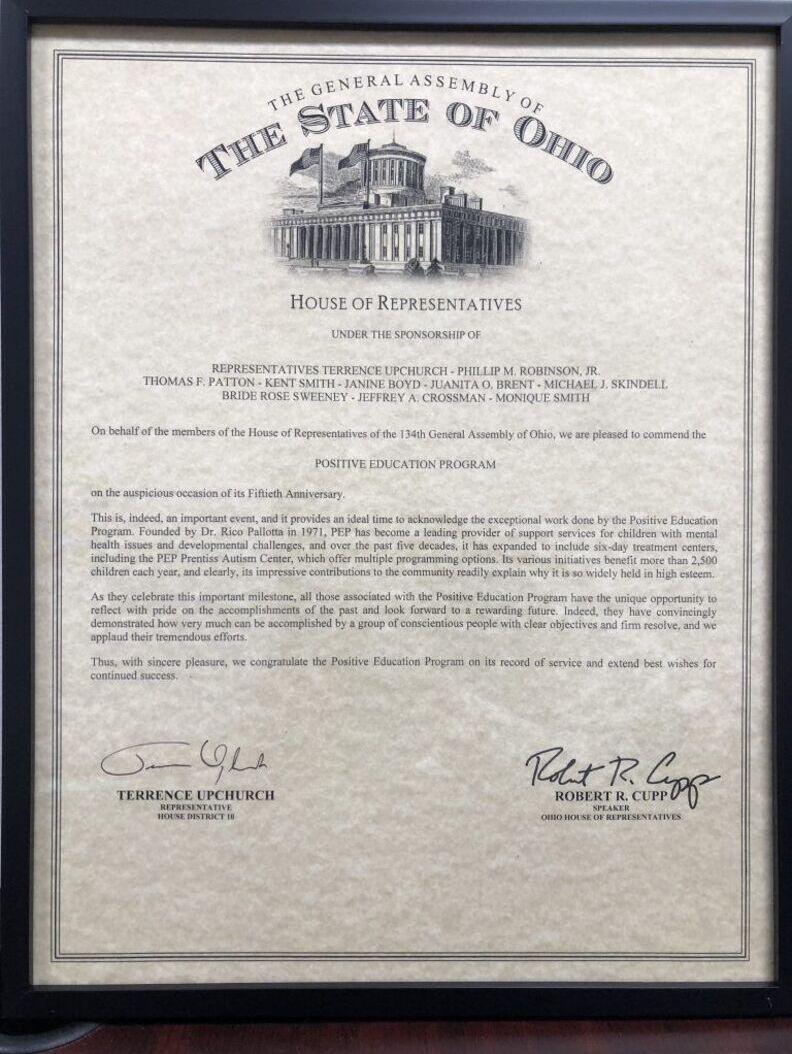 THE GENERAL ASSEMBLY OF
THE STATE OF OHIO
HOUSE OF REPRESENTATIVES
UNDER THE SPONSORSHIP OF
REPRESENTATIVES TERRENCE UPCHURCH - PHILLIP M. ROBINSON, JR.
THOMAS F. PATTON - KENT SMITH - JANINE BOYD - JUANITA O. BRENT - MICHAEL J. SKINDELL
BRIDE ROSE SWEENEY - JEFFREY A. CROSSMAN - MONIQUE SMITH
On behalf of the members of the House of Representatives of the 134th General Assembly of Ohio, we are pleased to commend the
POSITIVE EDUCATION PROGRAM
on the auspicious occasion of its Fiftieth Anniversary.
This is, indeed, an important event, and it provides an ideal time to acknowledge the exceptional work done by the Positive Education
Program. Founded by Dr. Rico Pallotta in 1971, PEP has become a leading provider of support services for children with mental
health issues and developmental challenges, and over the past five decades, it has expanded to include six-day treatment centers,
including the PEP Prentiss Autism Center, which offer multiple programming options. Its various initiatives benefit more than 2,500
children each year, and clearly, its impressive contributions to the community readily explain why it is so widely held in high esteem.
As they celebrate this important milestone, all those associated with the Positive Education Program have the unique opportunity to
reflect with pride on the accomplishments of the past and look forward to a rewarding future. Indeed, they have convincingly
demonstrated how very much can be accomplished by a group of conscientious people with clear objectives and firm resolve, and we
applaud their tremendous efforts.
Thus, with sincere pleasure, we congratulate the Positive Education Program on its record of service and extend best wishes for
continued success.
Robert R. Cupp
TERRENCE UPCHURCH
REPRESENTATIVE
HOUSE DISTRICT 10
ROBERT R. CUPP
SPEAKER
OHIO HOUSE OF REPRESENTATIVES